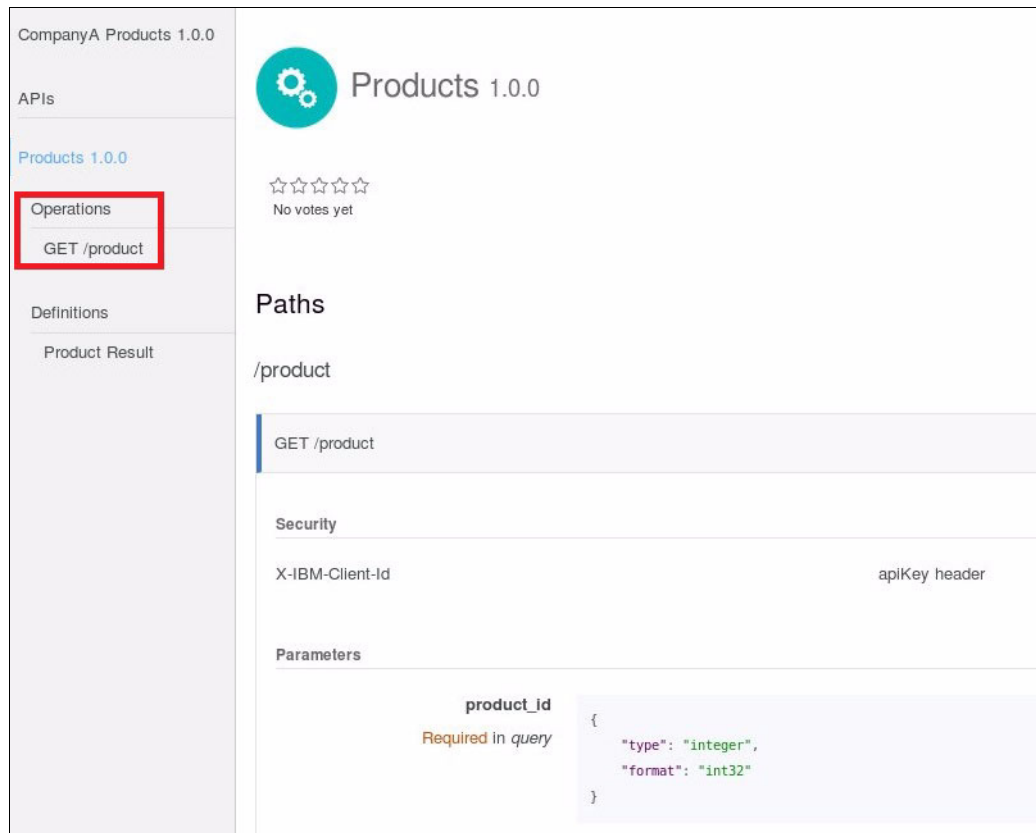 CompanyA Products 1.0.0
APIs
Products 1.0.0
Operations
GET /product
Definitions
Product Result
Products 1.0.0
No votes yet
Paths
/product
GET /product
Security
X-IBM-Client-Id apiKey header
Parameters
product_id
Required in query
{
"type": "integer",
"format": "int32"
}